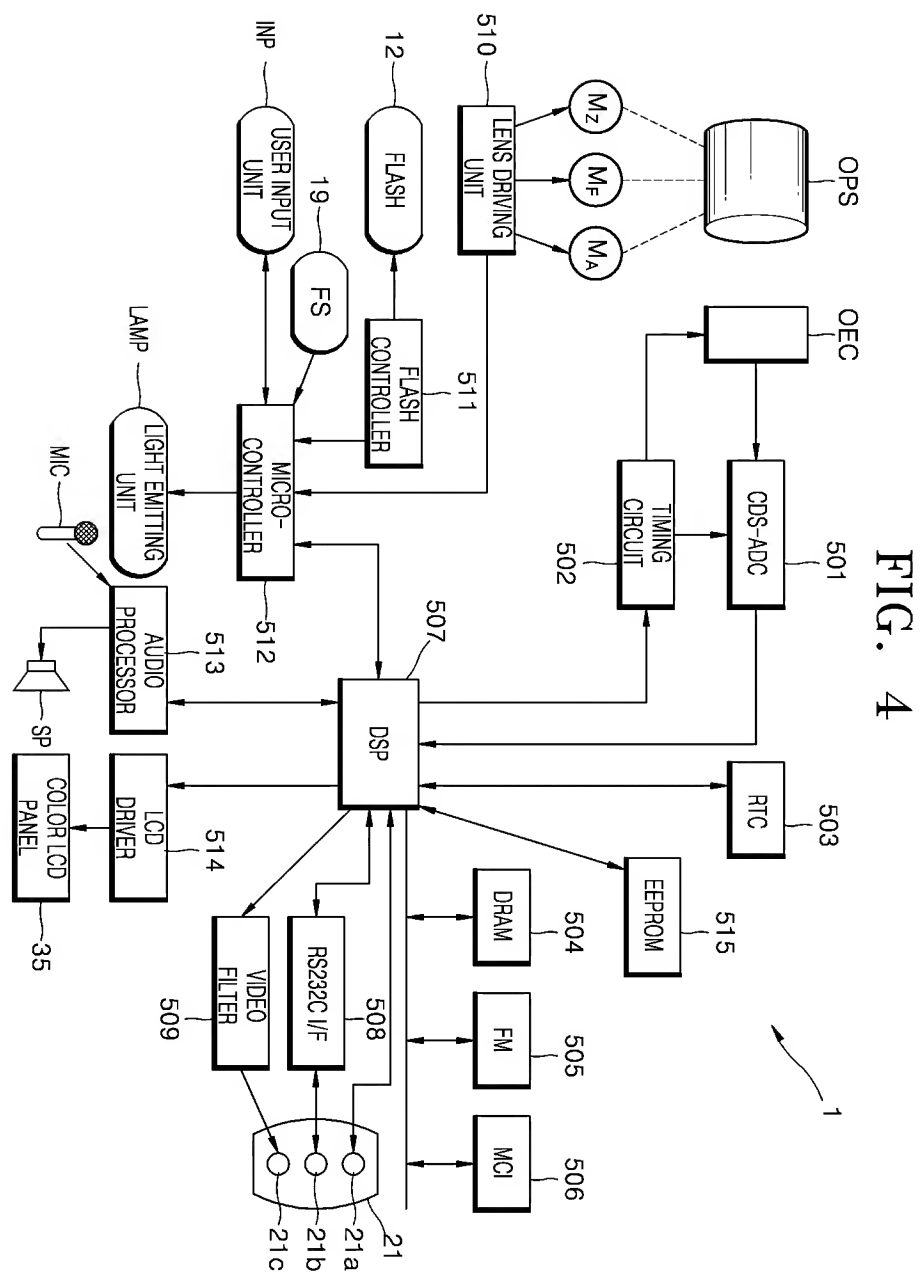 FIG. 4
1
OPS
OEC
CDS-ADC
501
RTC
503
EEPROM
515
MZ
MF
MA
TIMING
CIRCUIT
502
510
LENS DRIVING
UNIT
DRAM
504
FM
505
MCI
506
12
FLASH
FLASH
CONTROLLER
511
507
DSP
19
FS
INP
USER INPUT
UNIT
MICRO-
CONTROLLER
512
RS232C I/F
508
VIDEO
FILTER
509
21
21a
21b
21c
LAMP
LIGHT EMITTING
UNIT
MIC
AUDIO
PROCESSOR
513
SP
LCD
DRIVER
514
COLOR LCD
PANEL
35